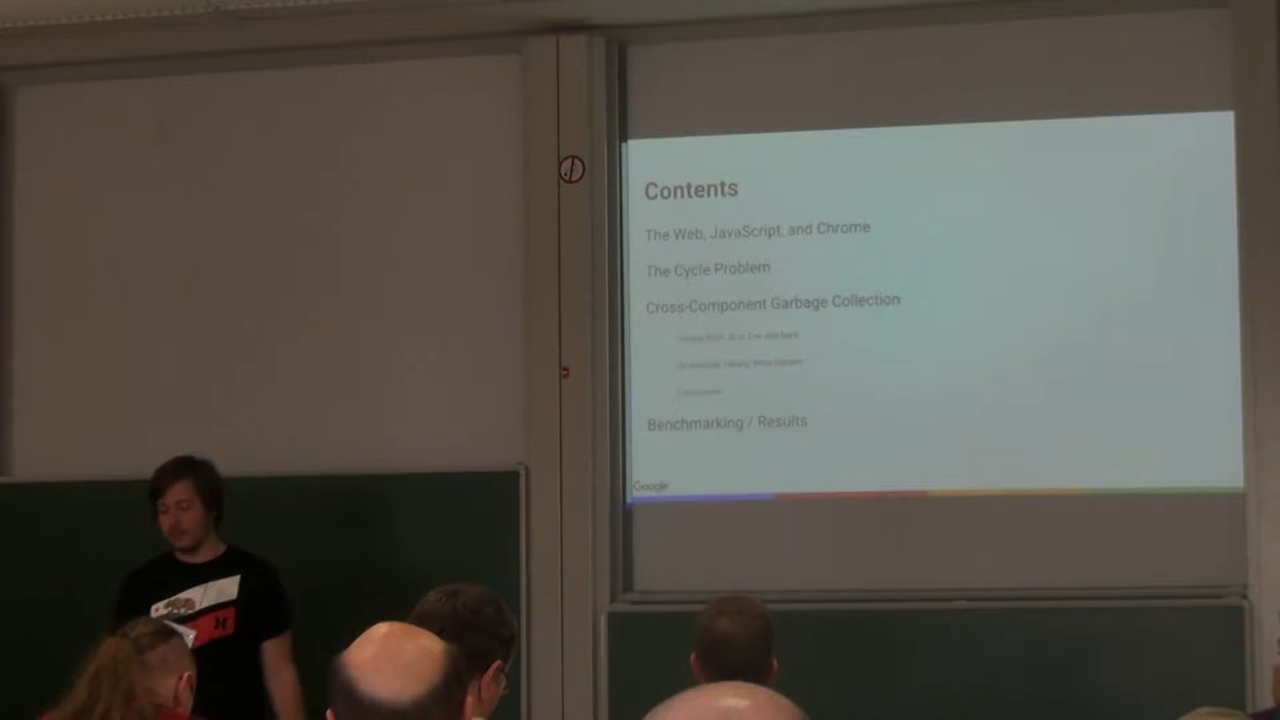 Contents
The Web, JavaScript, and Chrome
The Cycle Problem
Cross-Component Garbage Collection
Benchmarking / Results
Google